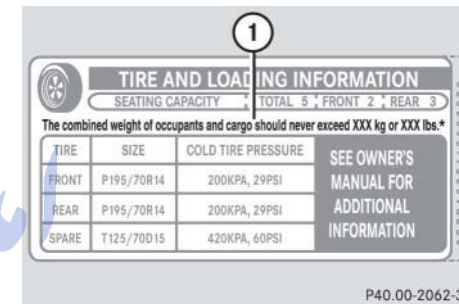 1
TIRE AND LOADING INFORMATION
SEATING CAPACITY TOTAL 5 FRONT 2 REAR 3
The combined weight of occupants and cargo should never exceed XXX kg or XXX lbs.*
TIRE SIZE COLD TIRE PRESSURE
FRONT P195/70R14 200KPA, 29PSI
REAR P195/70R14 200KPA, 29PSI
SPARE T125/70D15 420KPA, 60PSI
SEE OWNER'S
MANUAL FOR
ADDITIONAL
INFORMATION
P40.00-2062-3